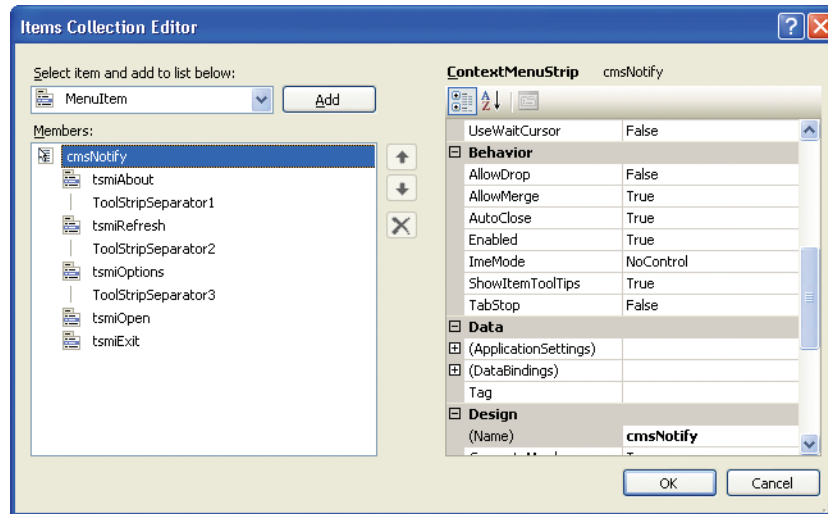 Items Collection Editor
Select item and add to list below:
MenuItem
Add
Members:
cmsNotify
tsmiAbout
ToolStripSeparator1
tsmiRefresh
ToolStripSeparator2
tsmiOptions
ToolStripSeparator3
tsmiOpen
tsmiExit
ContextMenuStrip cmsNotify
UseWaitCursor False
Behavior
AllowDrop False
AllowMerge True
AutoClose True
Enabled True
ImeMode NoControl
ShowItemToolTips True
TabStop False
Data
(ApplicationSettings)
(DataBindings)
Tag
Design
(Name) cmsNotify
OK Cancel